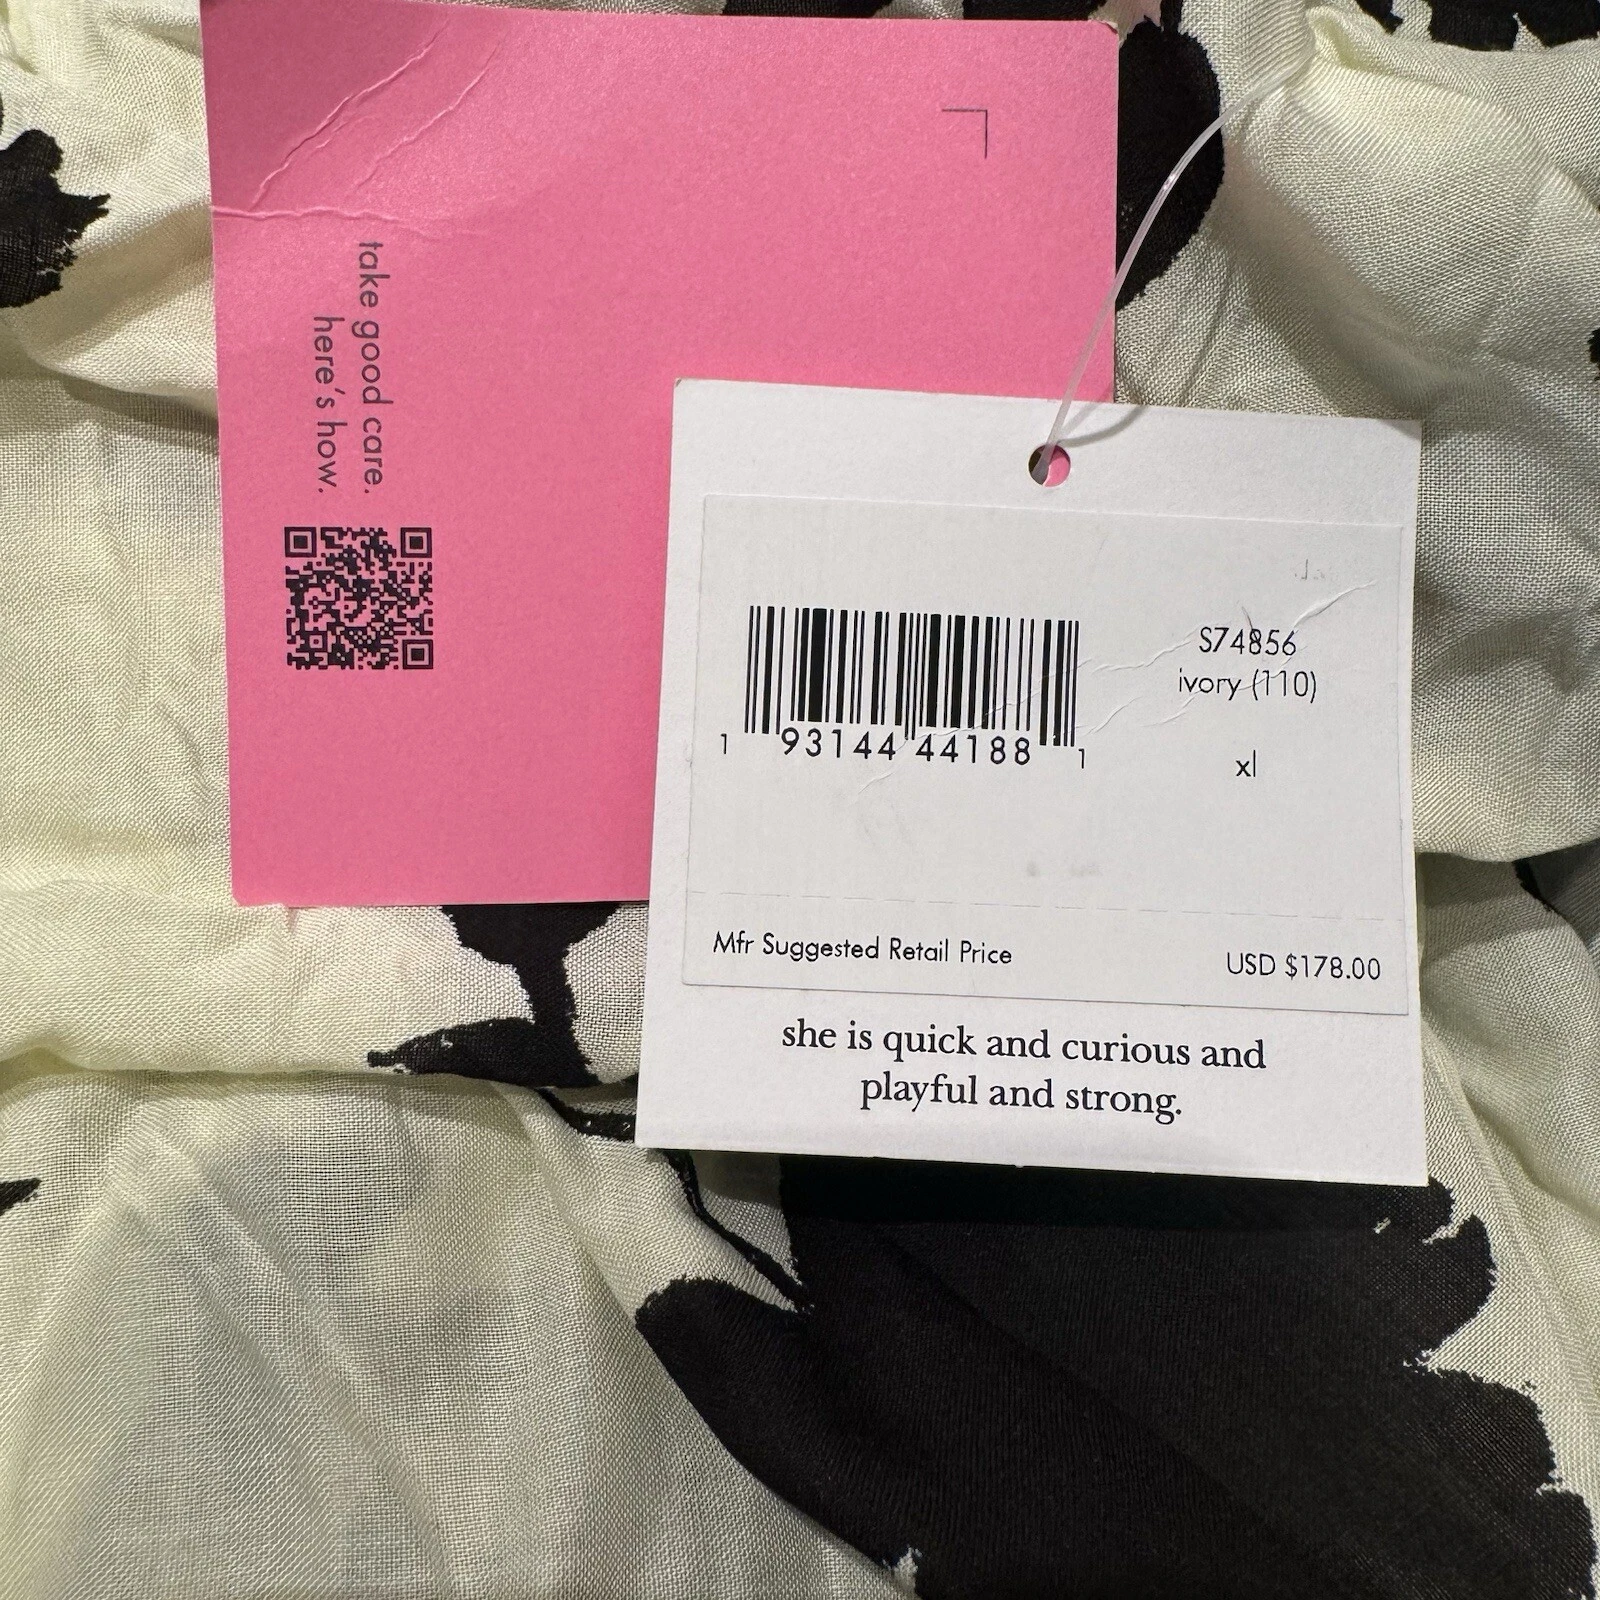 take good care.
here's how.
S74856
ivory (110)
xl
1 93144 44188 1
Mfr Suggested Retail Price USD $178.00
she is quick and curious and
playful and strong.